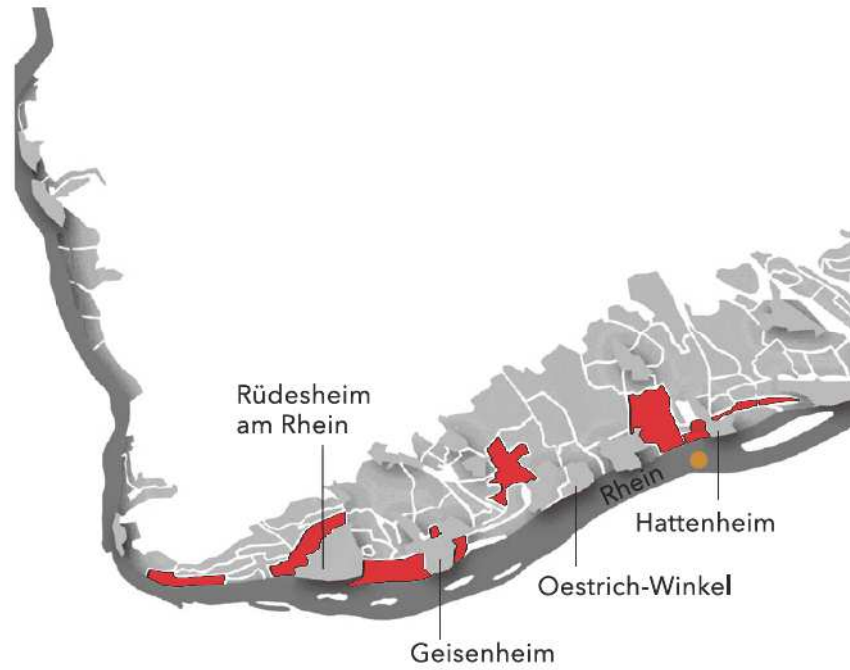 Rüdesheim
am Rhein
Rhein
Hattenheim
Oestrich-Winkel
Geisenheim